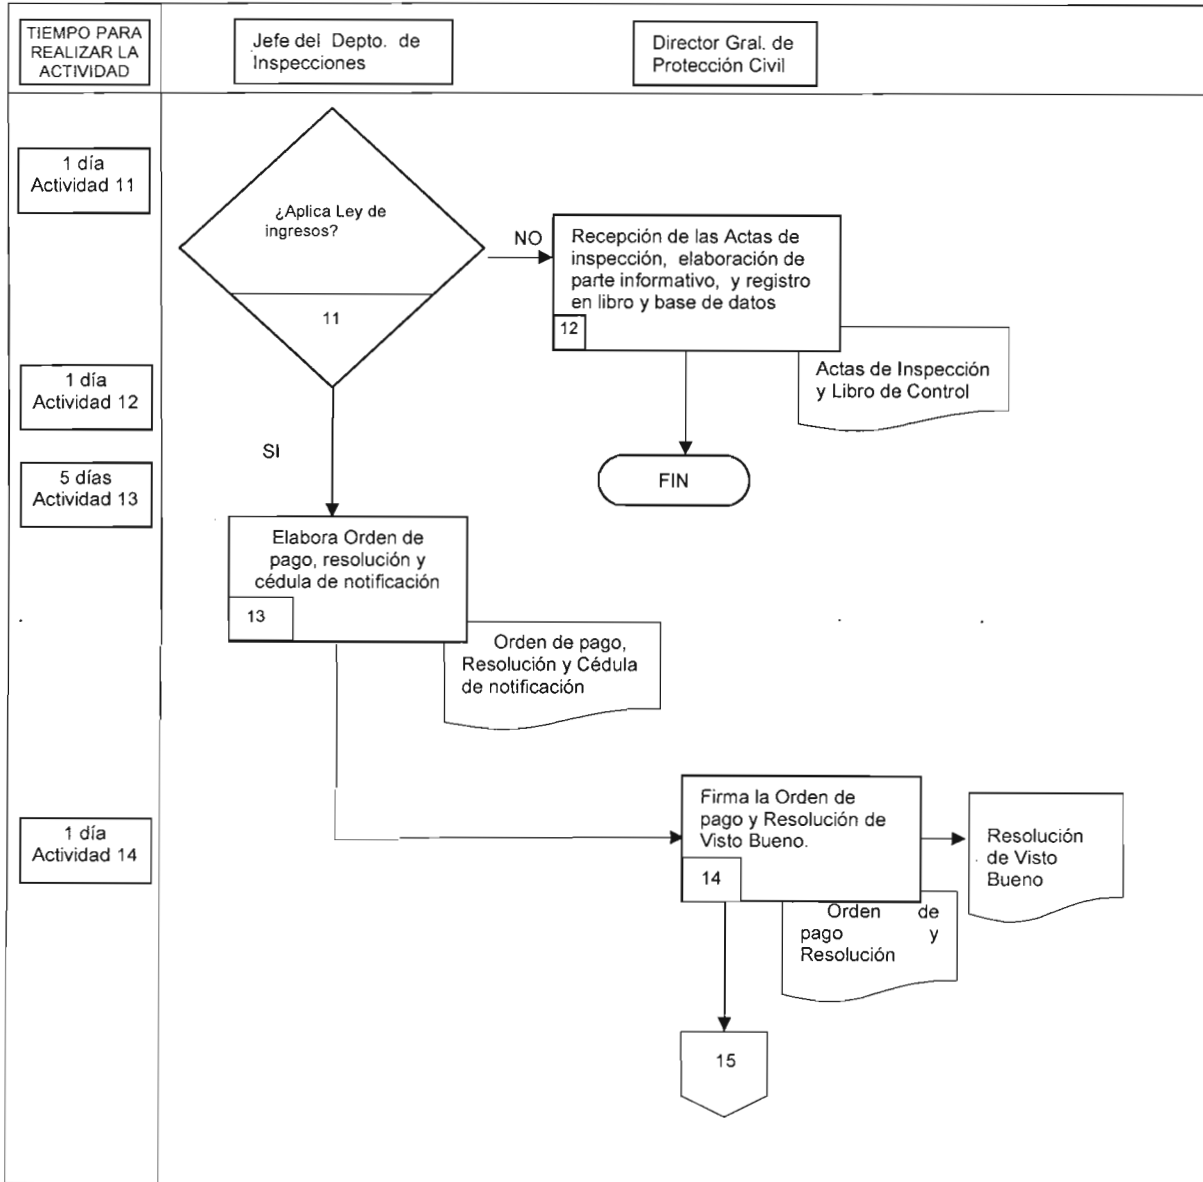 TIEMPO PARA
REALIZAR LA
ACTIVIDAD
Jefe del Depto. de
Inspecciones
Director Gral. de
Protección Civil
1 día
Actividad 11
¿Aplica Ley de
ingresos?
11
NO
Recepción de las Actas de
inspección, elaboración de
parte informativo, y registro
en libro y base de datos
12
Actas de Inspección
y Libro de Control
1 día
Actividad 12
SI
FIN
5 días
Actividad 13
Elabora Orden de
pago, resolución y
cédula de notificación
13
Orden de pago,
Resolución y Cédula
de notificación
1 día
Actividad 14
Firma la Orden de
pago y Resolución de
Visto Bueno.
14
Resolución
de Visto
Bueno
Orden de
pago y
Resolución
15